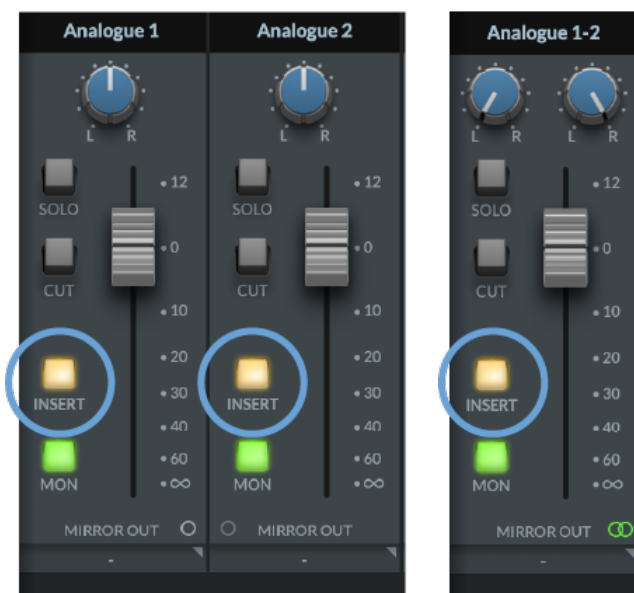 Analogue 1
L R
SOLO
12
0
CUT
10
20
INSERT
30
40
MON
60
∞
MIRROR OUT
-
Analogue 2
L R
SOLO
12
0
CUT
10
20
INSERT
30
40
MON
60
∞
MIRROR OUT
-
Analogue 1-2
L R L R
SOLO
12
0
CUT
10
20
INSERT
30
40
MON
60
∞
MIRROR OUT
-